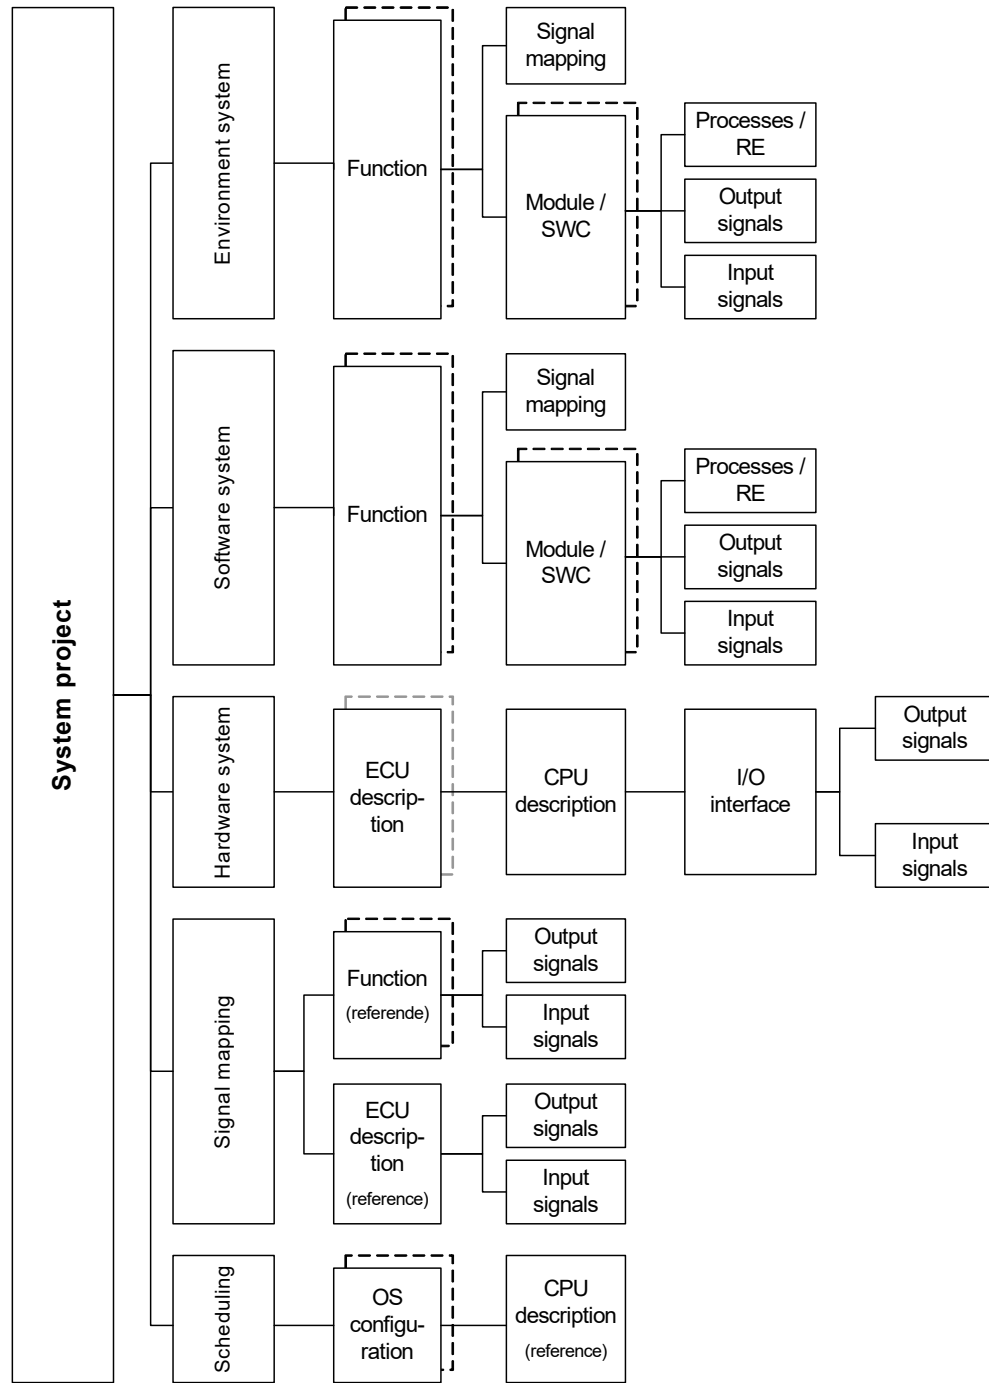 System project
Environment system
Function
Signal
mapping
Module /
SWC
Processes /
RE
Output
signals
Input
signals
Software system
Function
Signal
mapping
Module /
SWC
Processes /
RE
Output
signals
Input
signals
Hardware system
ECU
descrip-
tion
CPU
description
I/O
interface
Output
signals
Input
signals
Signal mapping
Function
(referende)
Output
signals
Input
signals
ECU
descrip-
tion
(reference)
Output
signals
Input
signals
Scheduling
OS
configu-
ration
CPU
description
(reference)